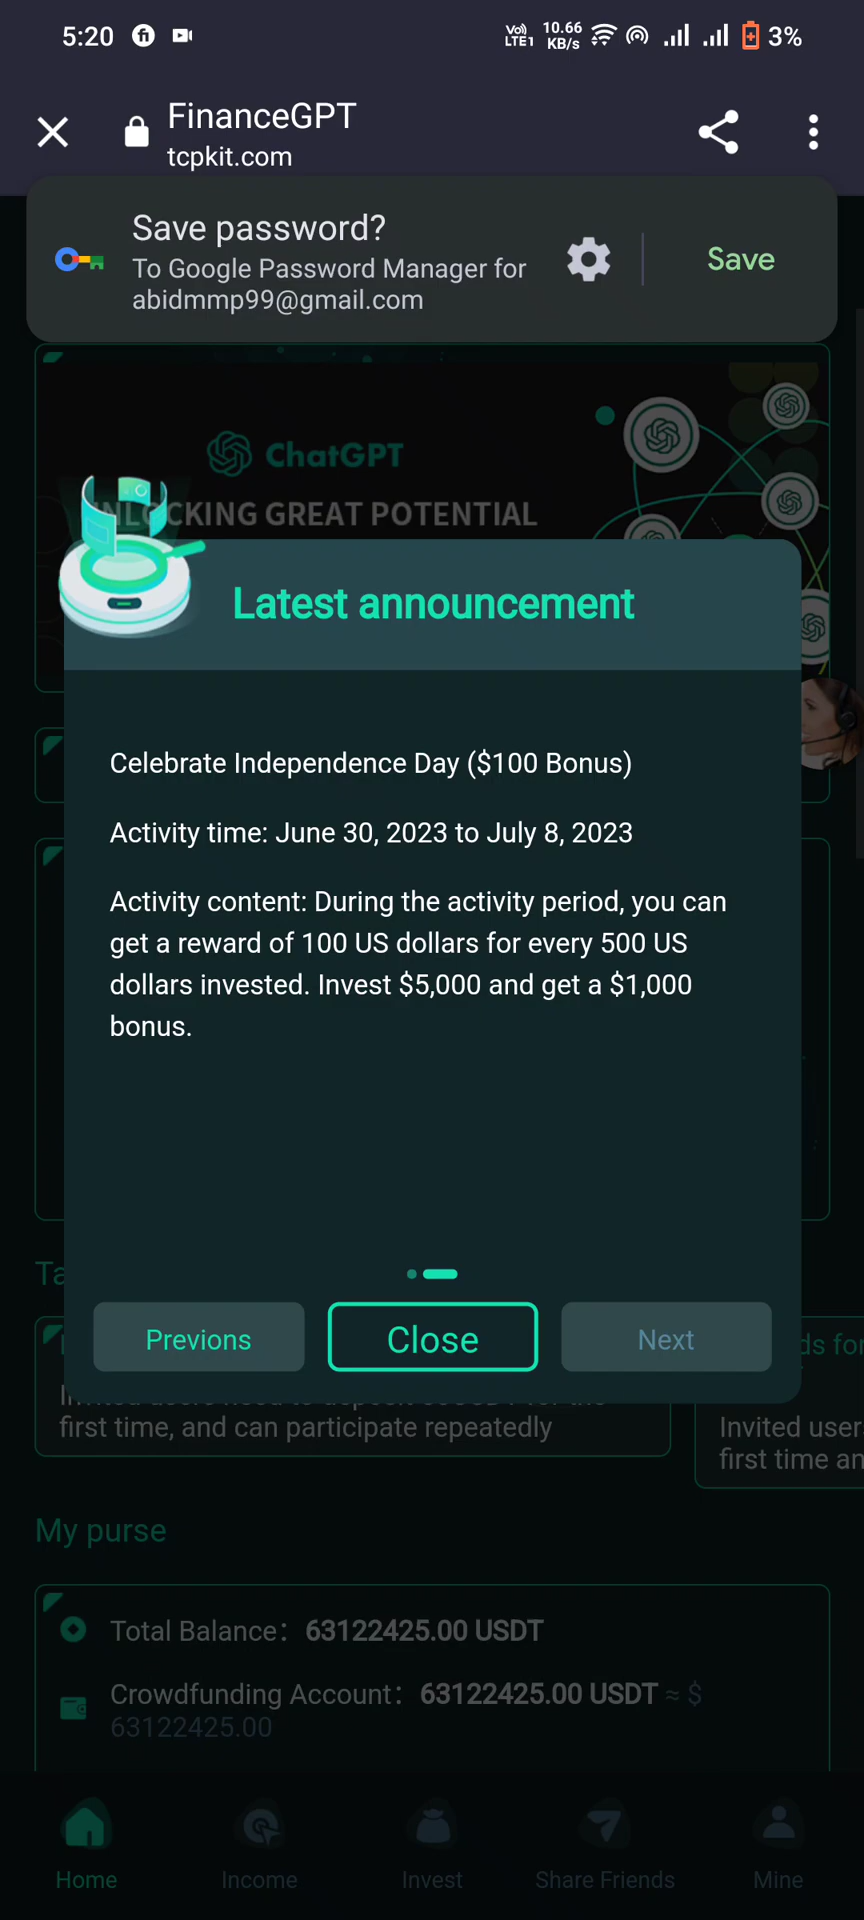 5:20
Vo)) LTE1
10.66 KB/s
3%
FinanceGPT
tcpkit.com
Save password?
To Google Password Manager for
abidmmp99@gmail.com
Save
ChatGPT
CKING GREAT POTENTIAL
Latest announcement
Celebrate Independence Day ($100 Bonus)
Activity time: June 30, 2023 to July 8, 2023
Activity content: During the activity period, you can
get a reward of 100 US dollars for every 500 US
dollars invested. Invest $5,000 and get a $1,000
bonus.
Previons
Close
Next
first time, and can participate repeatedly
Invited user
first time an
My purse
Total Balance: 63122425.00 USDT
Crowdfunding Account: 63122425.00 USDT ≈ $
63122425.00
Home
Income
Invest
Share Friends
Mine